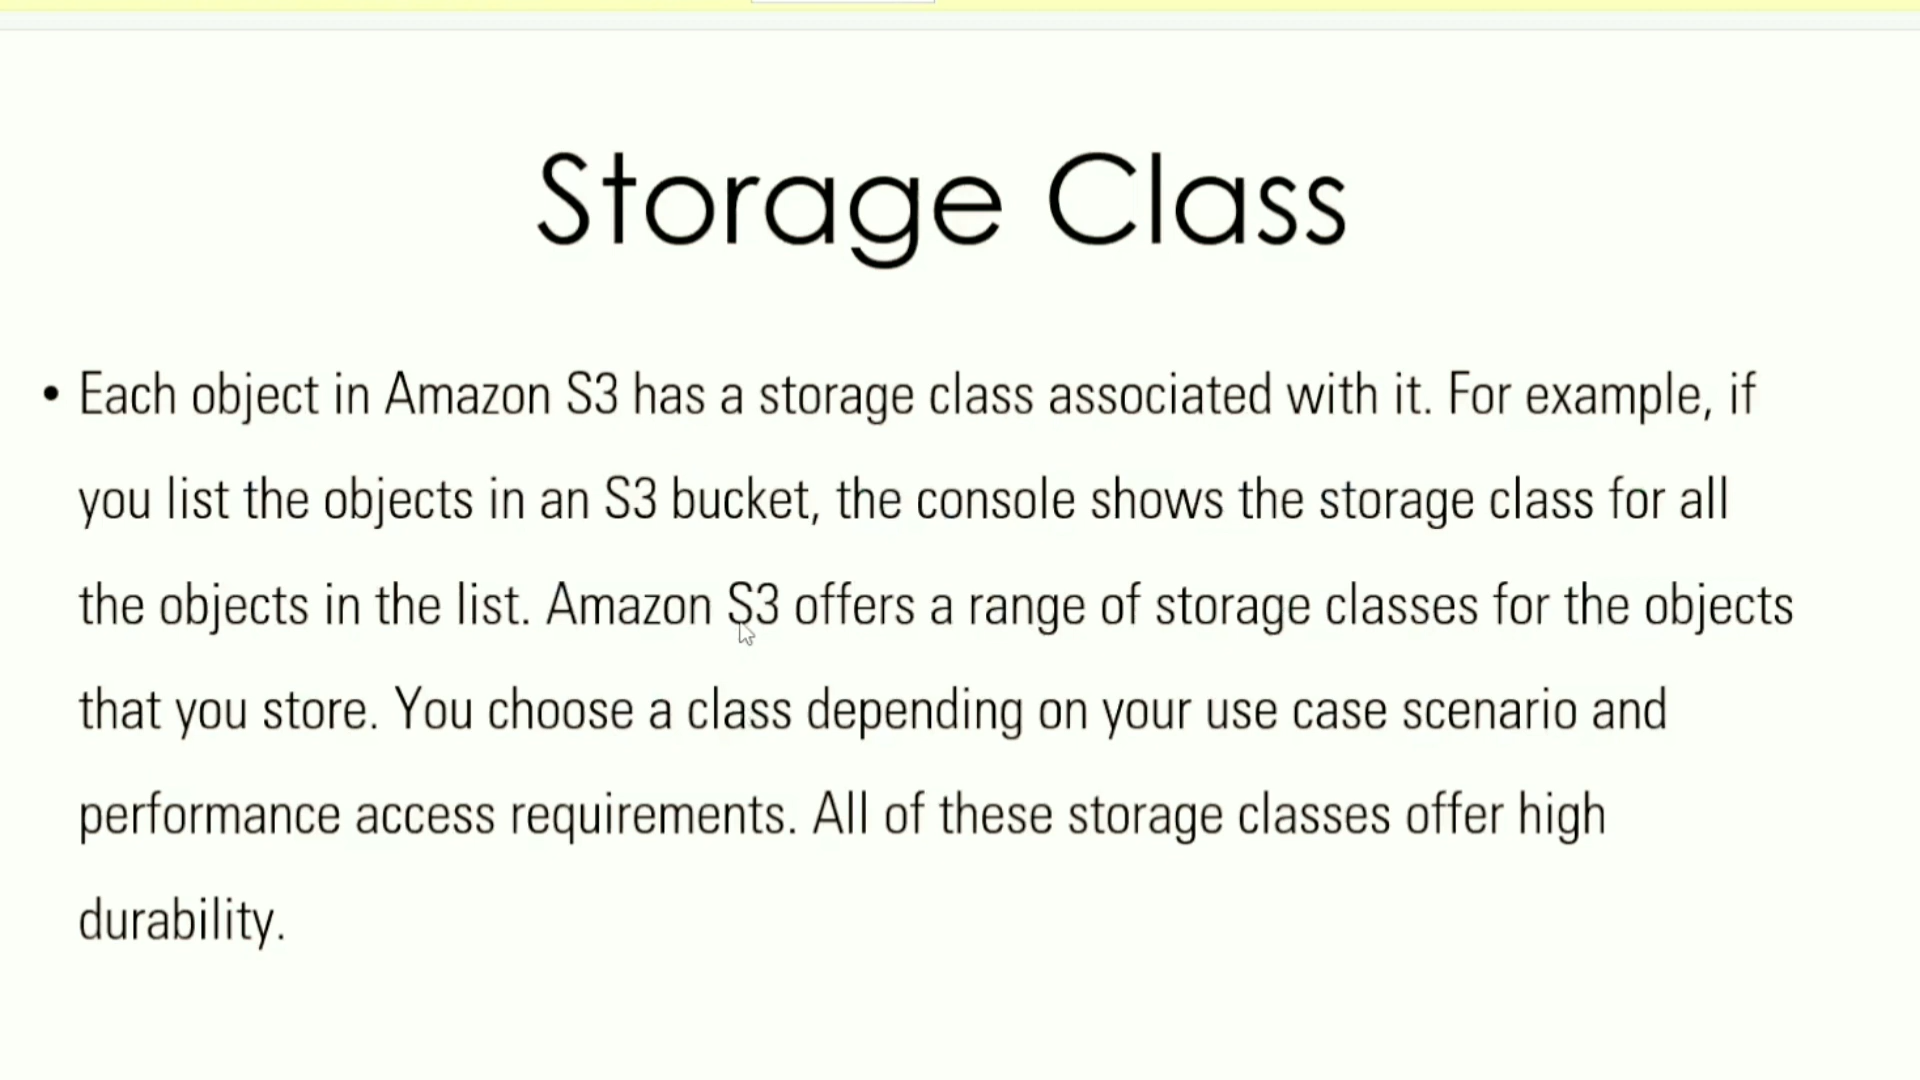 Storage Class
• Each object in Amazon S3 has a storage class associated with it. For example, if
you list the objects in an S3 bucket, the console shows the storage class for all
the objects in the list. Amazon S3 offers a range of storage classes for the objects
that you store. You choose a class depending on your use case scenario and
performance access requirements. All of these storage classes offer high
durability.